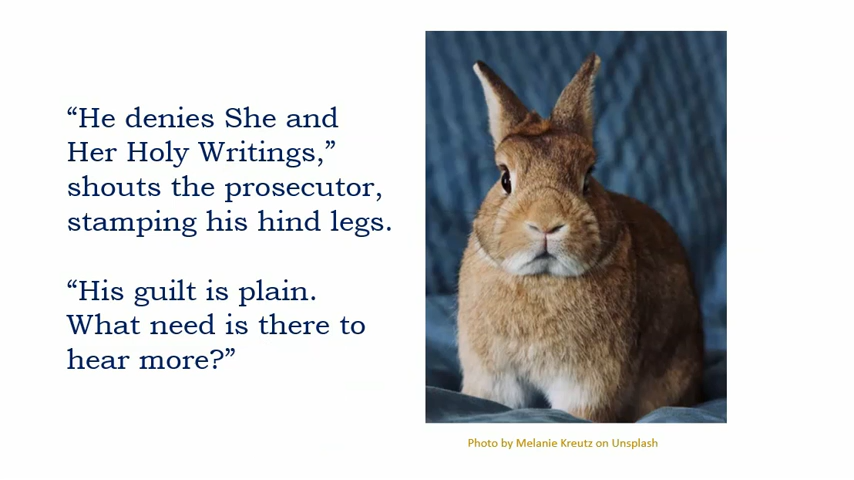 “He denies She and
Her Holy Writings,”
shouts the prosecutor,
stamping his hind legs.
“His guilt is plain.
What need is there to
hear more?”
Photo by Melanie Kreutz on Unsplash